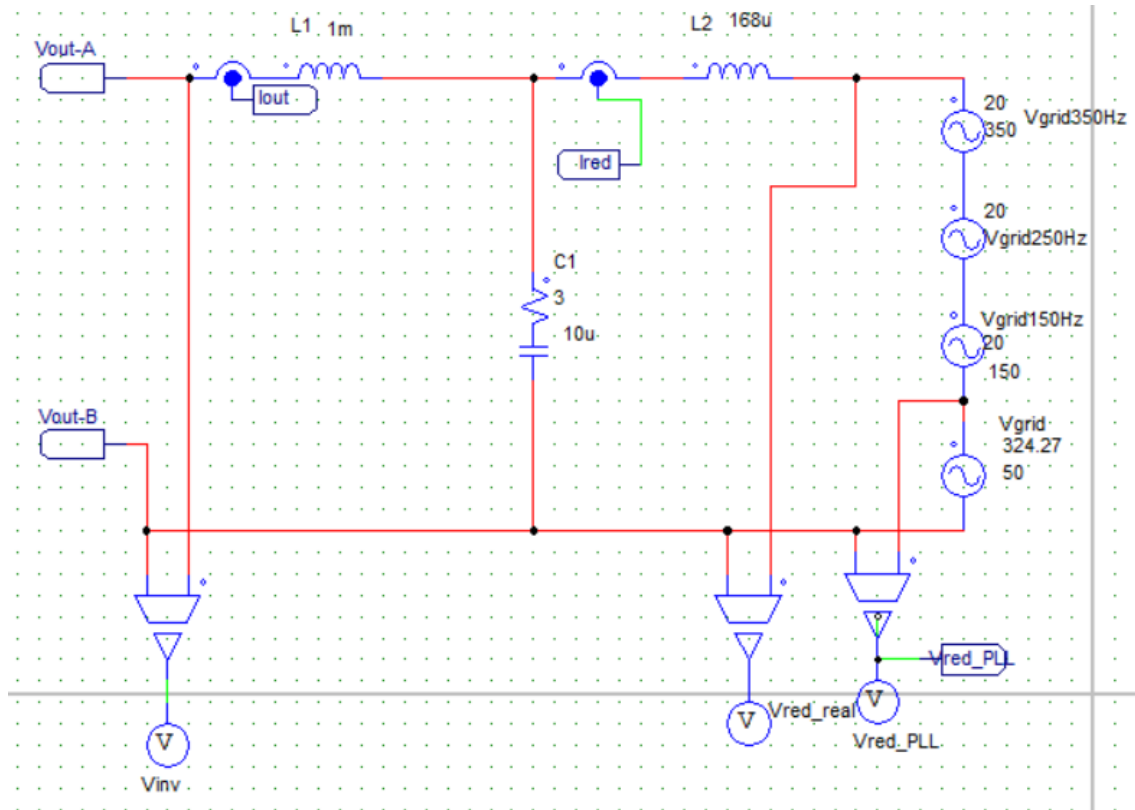 L1 1m
L2 168u
Vout-A
Iout
20
350 Vgrid350Hz
Ired
20
Vgrid250Hz
C1
3
10u
Vgrid150Hz
20
150
Vout-B
Vgrid
324.27
50
Vred_PLL
V
V
V
Vred_real
Vred_PLL
Vinv